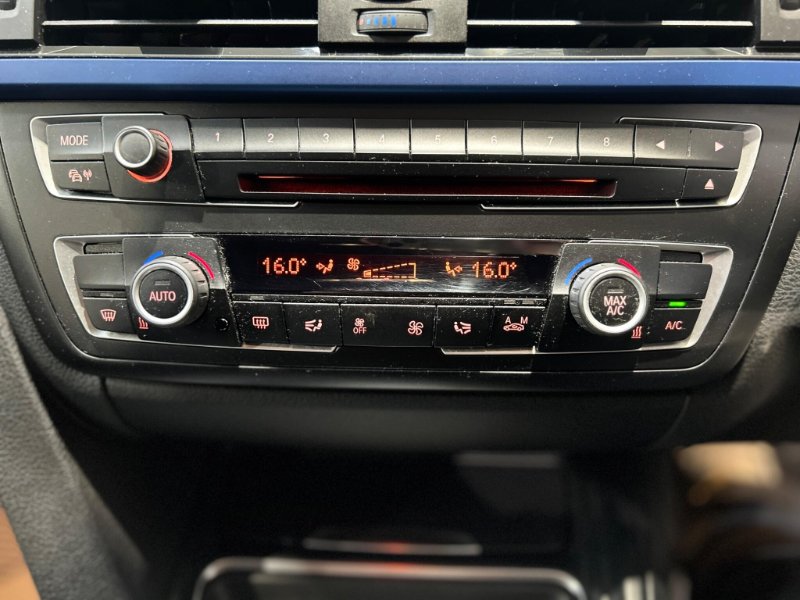 MODE 1 2 3 4 5 6 7 8
16.0° 16.0°
AUTO MAX
A/C
OFF A M A/C